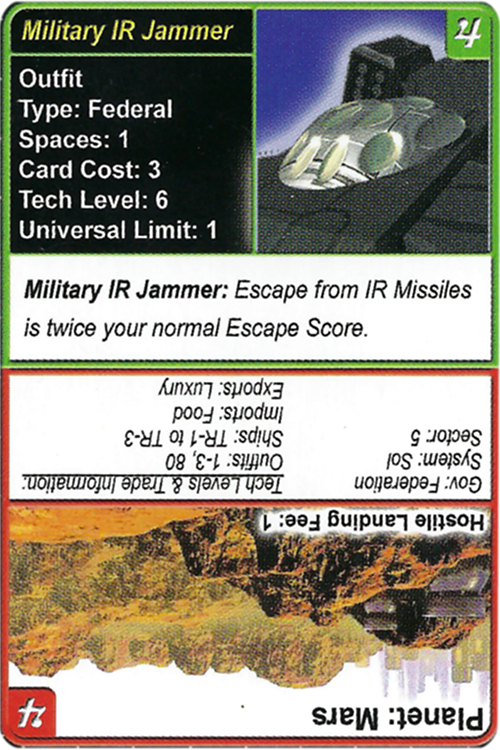 Military IR Jammer
4
Outfit
Type: Federal
Spaces: 1
Card Cost: 3
Tech Level: 6
Universal Limit: 1
Military IR Jammer: Escape from IR Missiles
is twice your normal Escape Score.
Planet: Mars
4
Hostile Landing Fee: 1
Gov: Federation
System: Sol
Sector: 5
Tech Levels & Trade Information:
Outfits: 1-3, 80
Ships: TR-1 to TR-3
Imports: Food
Exports: Luxury